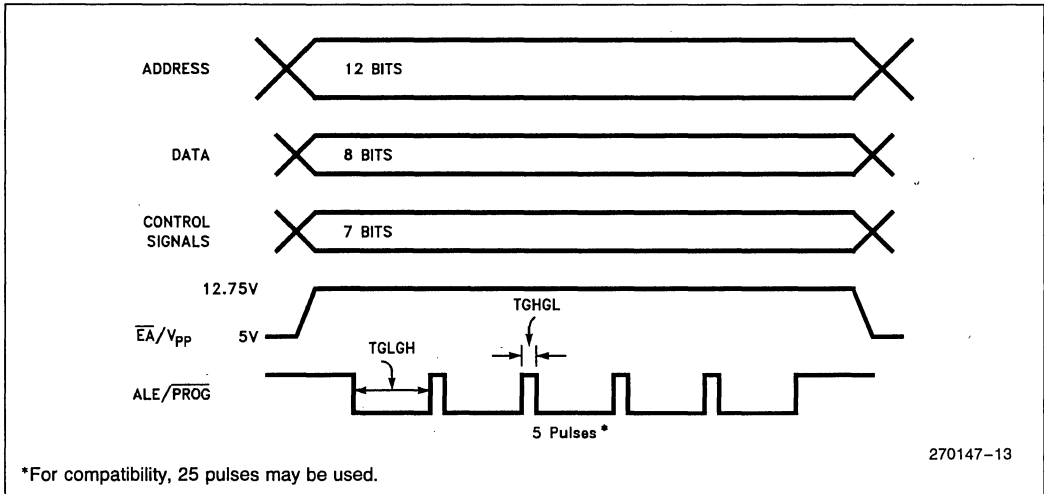 ADDRESS
12 BITS
DATA
8 BITS
CONTROL
SIGNALS
7 BITS
12.75V
TGHGL
EA/VPP 5V
TGLGH
ALE/PROG
5 Pulses*
270147-13
*For compatibility, 25 pulses may be used.